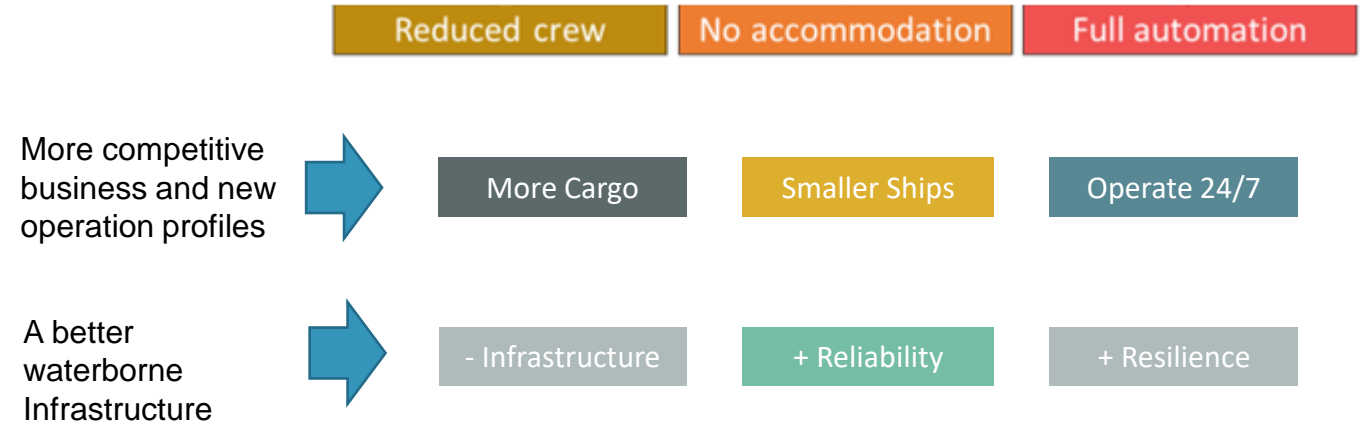 Reduced crew
No accommodation
Full automation
More competitive
business and new
operation profiles
More Cargo
Smaller Ships
Operate 24/7
A better
waterborne
Infrastructure
- Infrastructure
+ Reliability
+ Resilience